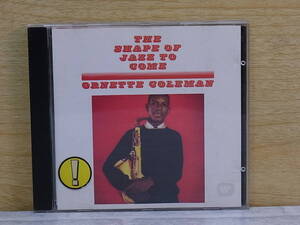 THE
SHAPE OF
JAZZ TO
COME
ORNETTE COLEMAN
!